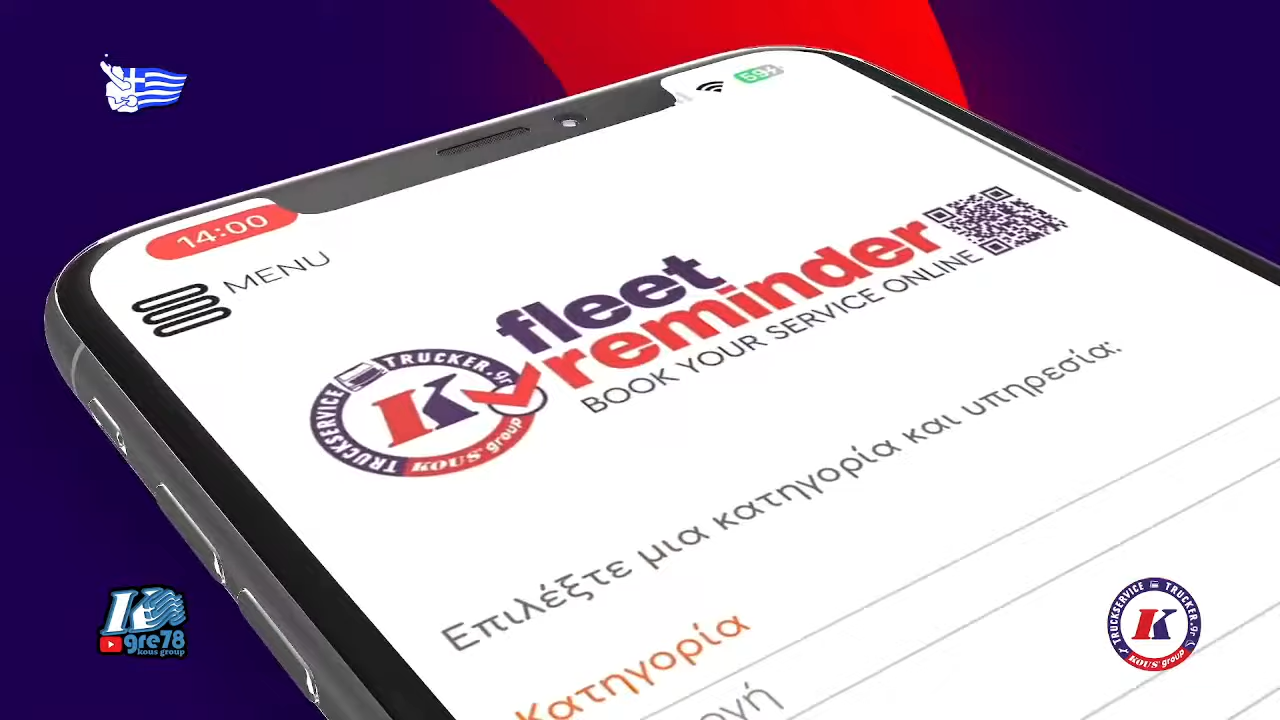 14:00
59
MENU
fleet
reminder
BOOK YOUR SERVICE ONLINE
TRUCKSERVICE TRUCKER.gr
K
KOUS group
Επιλέξτε μια κατηγορία και υπηρεσία:
Κατηγορία
K
gre78
kous group
TRUCKSERVICE TRUCKER.gr
K
KOUS group